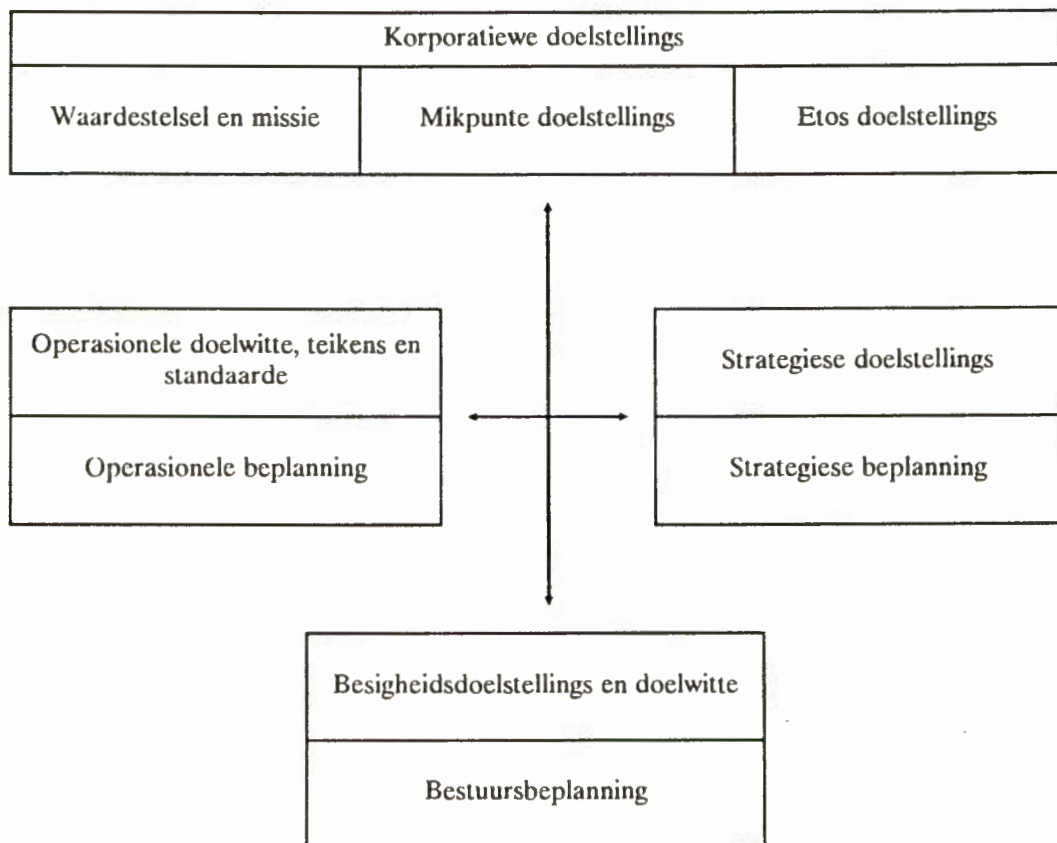 Korporatiewe doelstellings
Waardestelsel en missie
Mikpunte doelstellings
Etos doelstellings
Operasionele doelwitte, teikens en
standaarde
Operasionele beplanning
Strategiese doelstellings
Strategiese beplanning
Besigheidsdoelstellings en doelwitte
Bestuursbeplanning